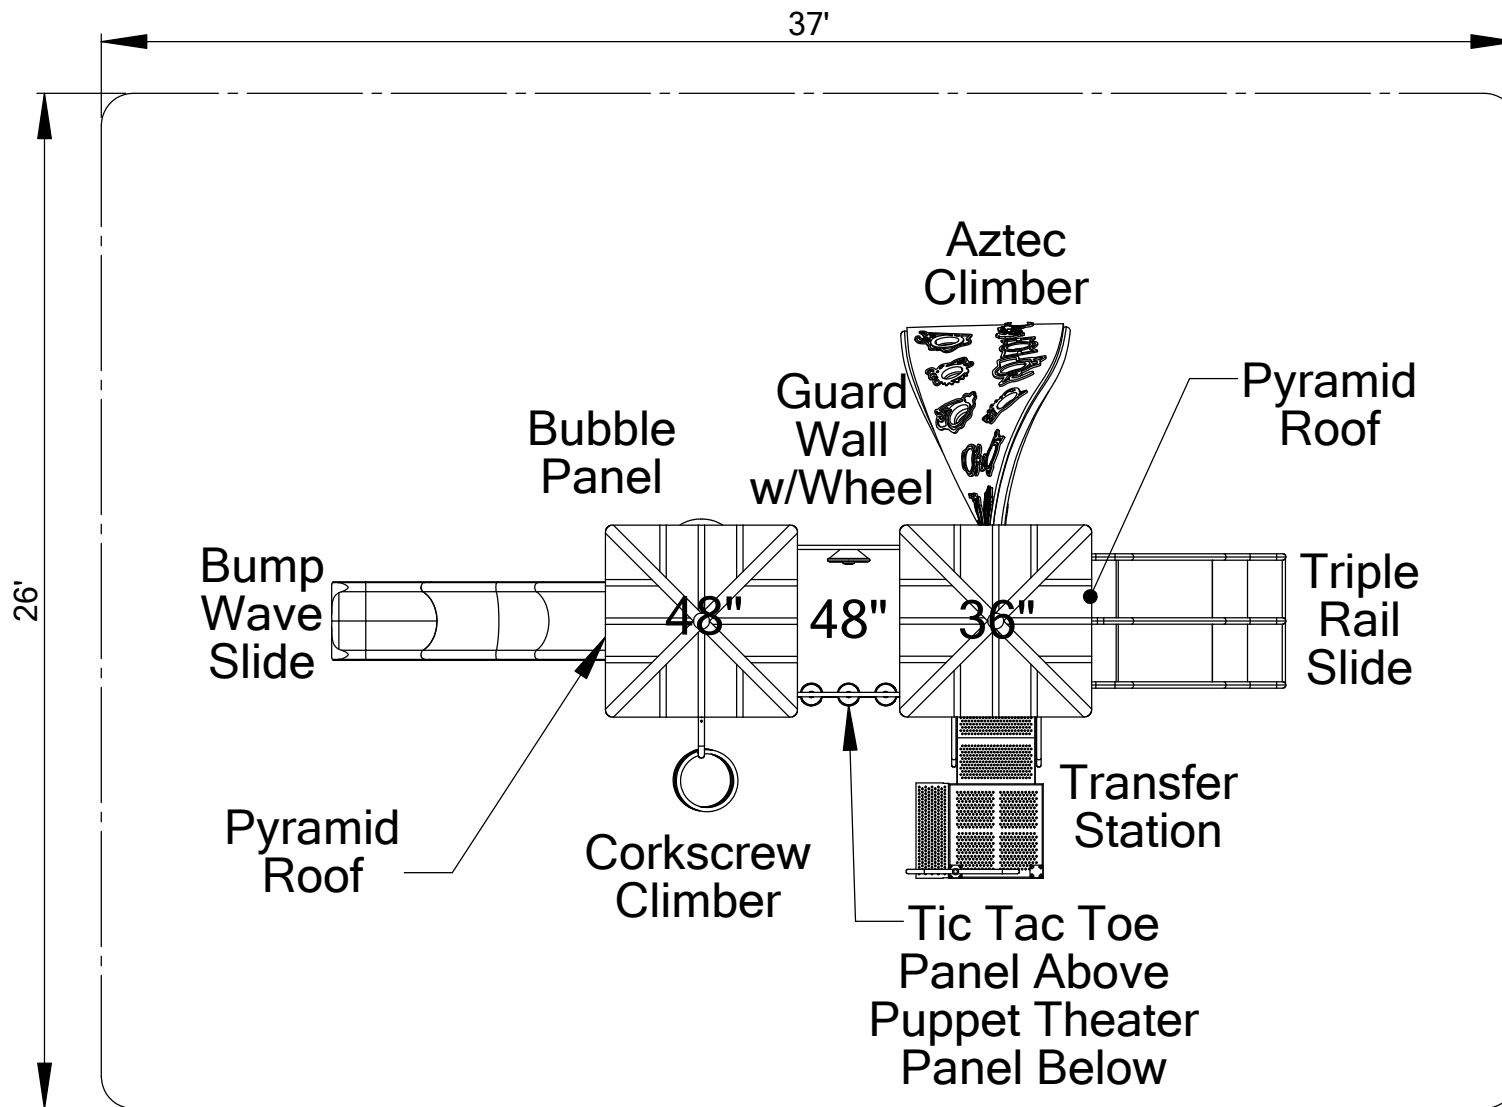 37'
26'
Aztec
Climber
Guard
Wall
w/Wheel
Pyramid
Roof
Bubble
Panel
Bump
Wave
Slide
48"
48"
36"
Triple
Rail
Slide
Pyramid
Roof
Corkscrew
Climber
Transfer
Station
Tic Tac Toe
Panel Above
Puppet Theater
Panel Below